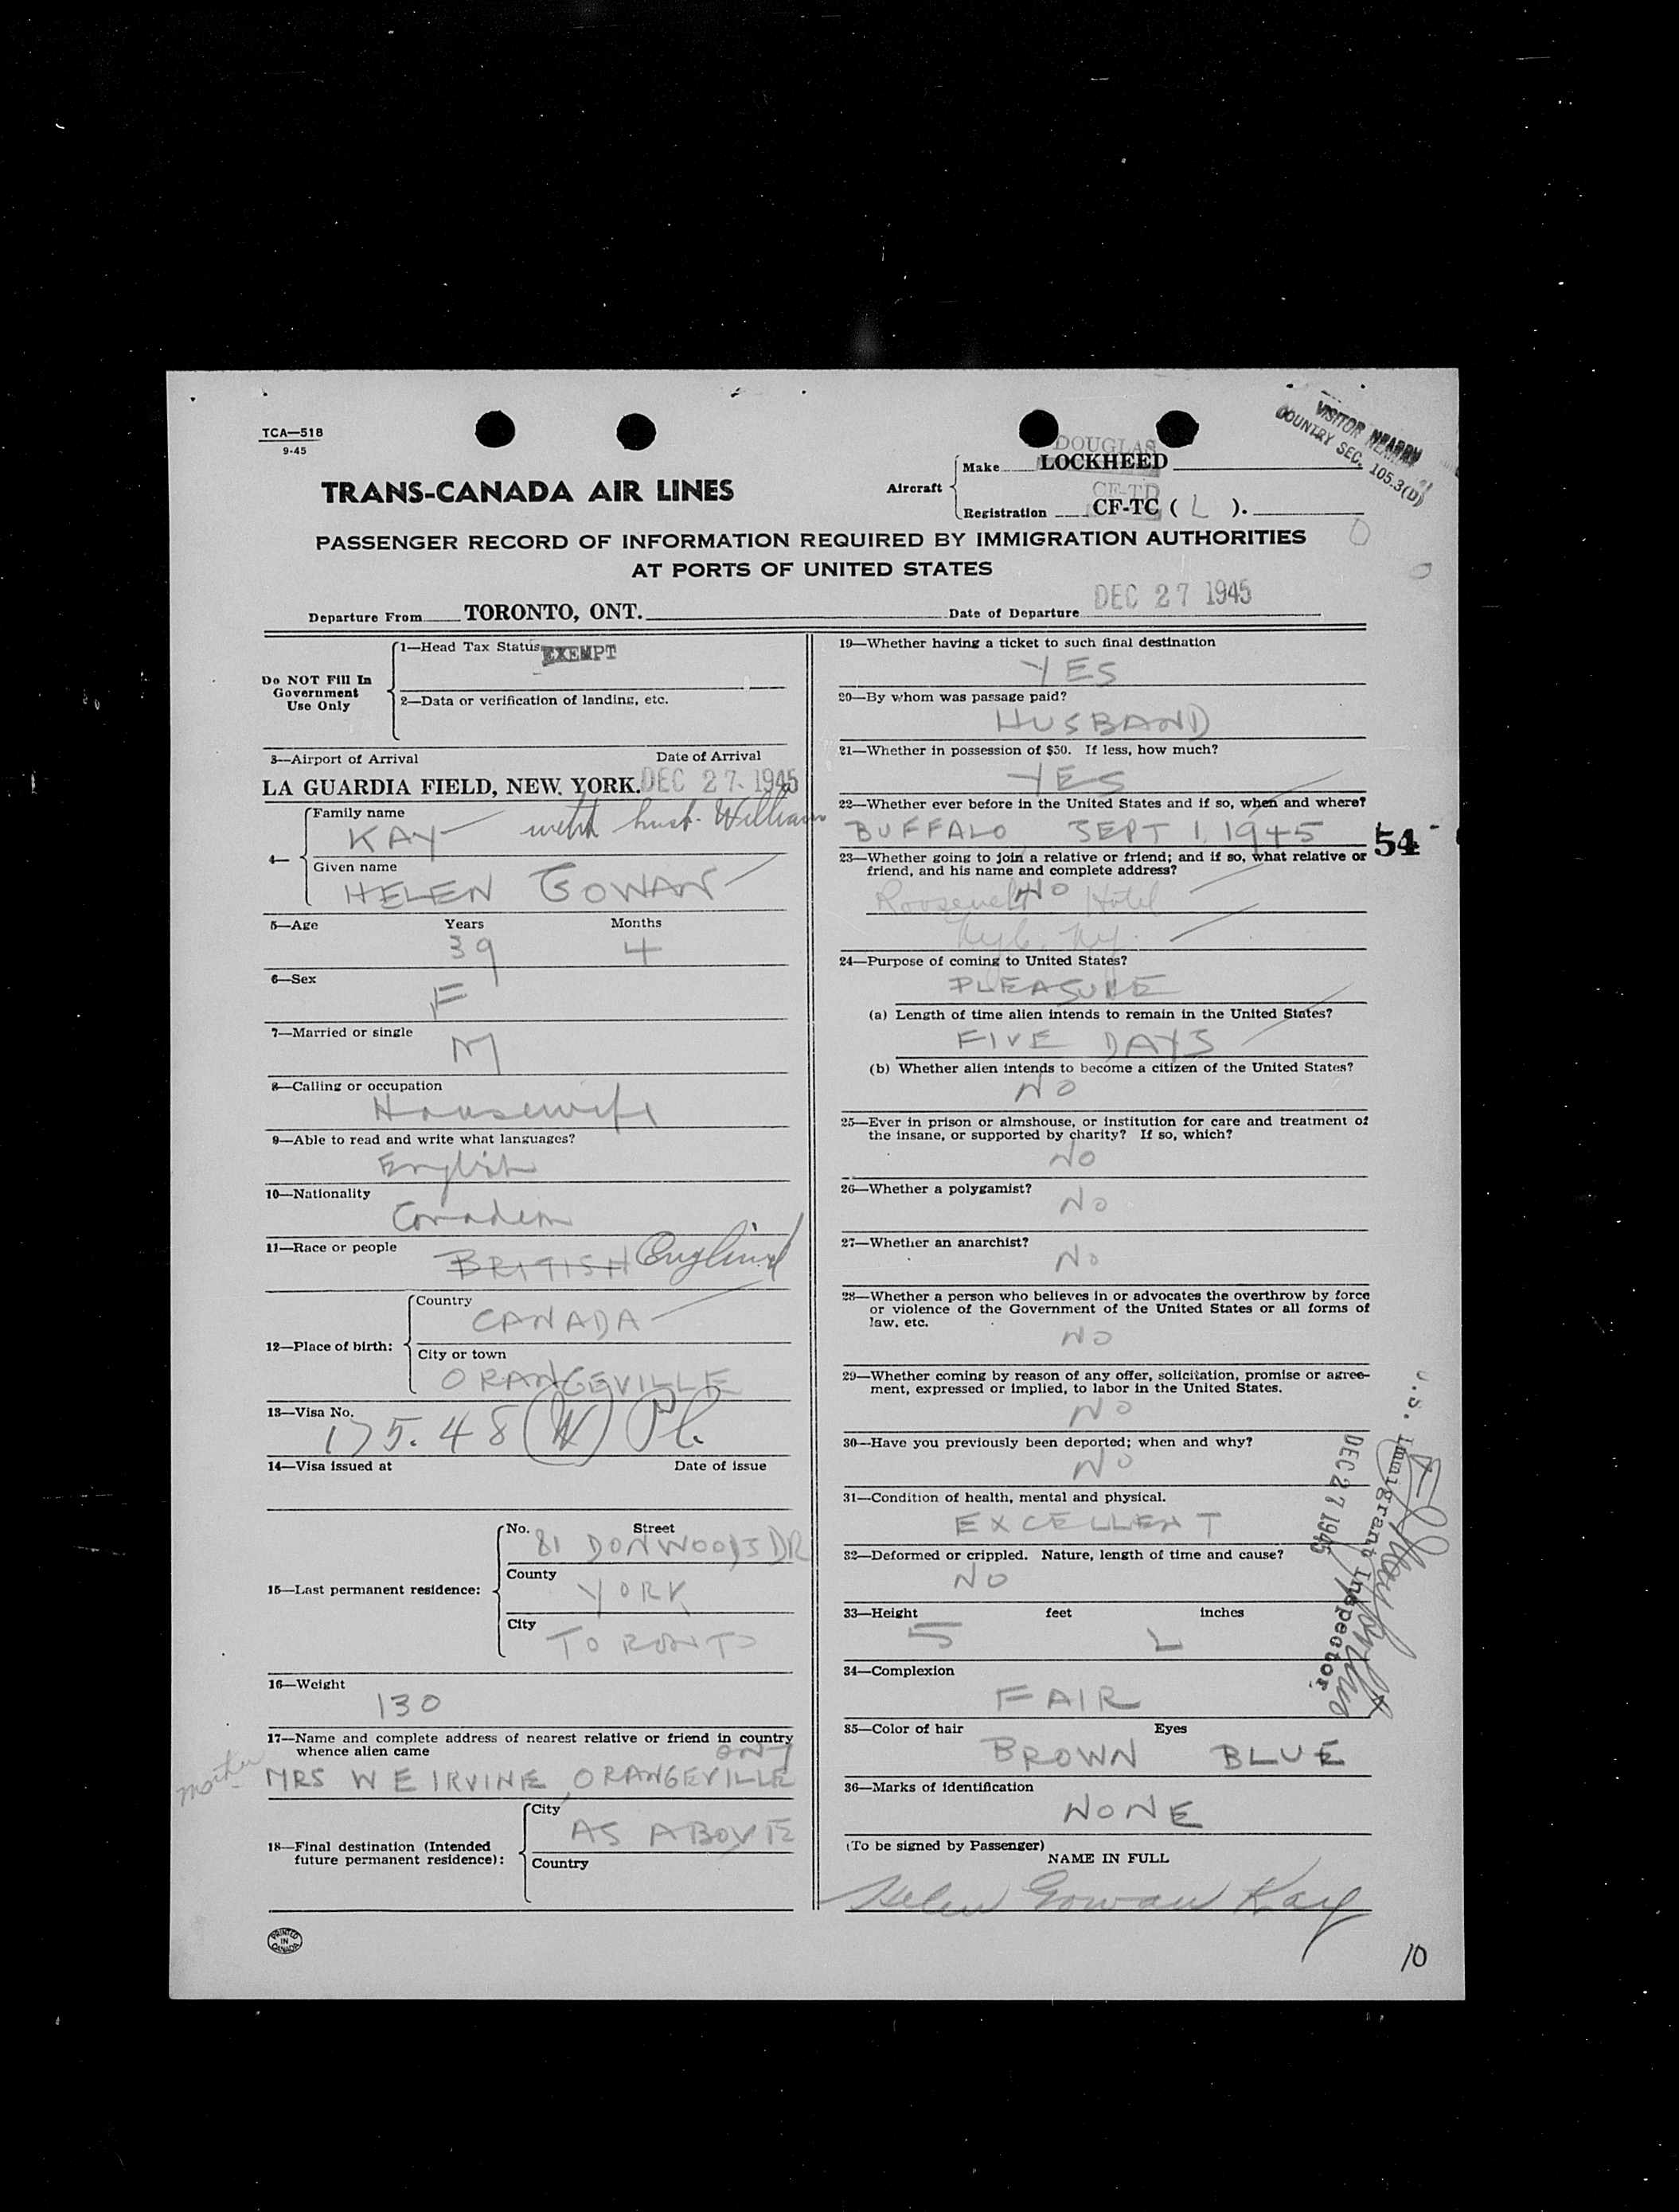 TCA—518
9-45
VISITOR NEARBY
COUNTRY SEC. 105.3(D)
TRANS-CANADA AIR LINES
Aircraft
DOUGLAS
Make LOCKHEED
CF-TD
Registration CF-TC ( L ).
PASSENGER RECORD OF INFORMATION REQUIRED BY IMMIGRATION AUTHORITIES
AT PORTS OF UNITED STATES
Departure From TORONTO, ONT. Date of Departure DEC 27 1945
Do NOT Fill In
Government
Use Only
1—Head Tax Status EXEMPT
2—Data or verification of landing, etc.
3—Airport of Arrival Date of Arrival
LA GUARDIA FIELD, NEW YORK. DEC 27 1945
4—
Family name
KAY with husb. William
Given name
HELEN GOWAN
5—Age Years Months
39 4
6—Sex
F
7—Married or single
M
8—Calling or occupation
Housewife
9—Able to read and write what languages?
English
10—Nationality
Canadian
11—Race or people
BRITISH English
12—Place of birth:
Country
CANADA
City or town
ORANGEVILLE
13—Visa No.
175.48 (W)
14—Visa issued at Date of issue
15—Last permanent residence:
No. Street
81 DONWOODS DR
County
YORK
City
TORONTO
16—Weight
130
17—Name and complete address of nearest relative or friend in country
whence alien came
ONT
mother MRS W E IRVINE ORANGEVILLE
18—Final destination (Intended
future permanent residence):
City
AS ABOVE
Country
PRINTED
IN
CANADA
19—Whether having a ticket to such final destination
YES
20—By whom was passage paid?
HUSBAND
21—Whether in possession of $50. If less, how much?
YES
22—Whether ever before in the United States and if so, when and where?
BUFFALO SEPT 1, 1945
54
23—Whether going to join a relative or friend; and if so, what relative or
friend, and his name and complete address?
NO
Roosevelt Hotel
Nyc. Ny.
24—Purpose of coming to United States?
PLEASURE
(a) Length of time alien intends to remain in the United States?
FIVE DAYS
(b) Whether alien intends to become a citizen of the United States?
NO
25—Ever in prison or almshouse, or institution for care and treatment of
the insane, or supported by charity? If so, which?
NO
26—Whether a polygamist?
NO
27—Whether an anarchist?
NO
28—Whether a person who believes in or advocates the overthrow by force
or violence of the Government of the United States or all forms of
law, etc.
NO
29—Whether coming by reason of any offer, solicitation, promise or agree-
ment, expressed or implied, to labor in the United States.
NO
30—Have you previously been deported; when and why?
NO
31—Condition of health, mental and physical.
EXCELLENT
32—Deformed or crippled. Nature, length of time and cause?
NO
33—Height feet inches
5
34—Complexion
FAIR
35—Color of hair Eyes
BROWN BLUE
36—Marks of identification
NONE
(To be signed by Passenger)
NAME IN FULL
Helen Gowan Kay
U.S. Immigrant Inspector
DEC 27 1945
10